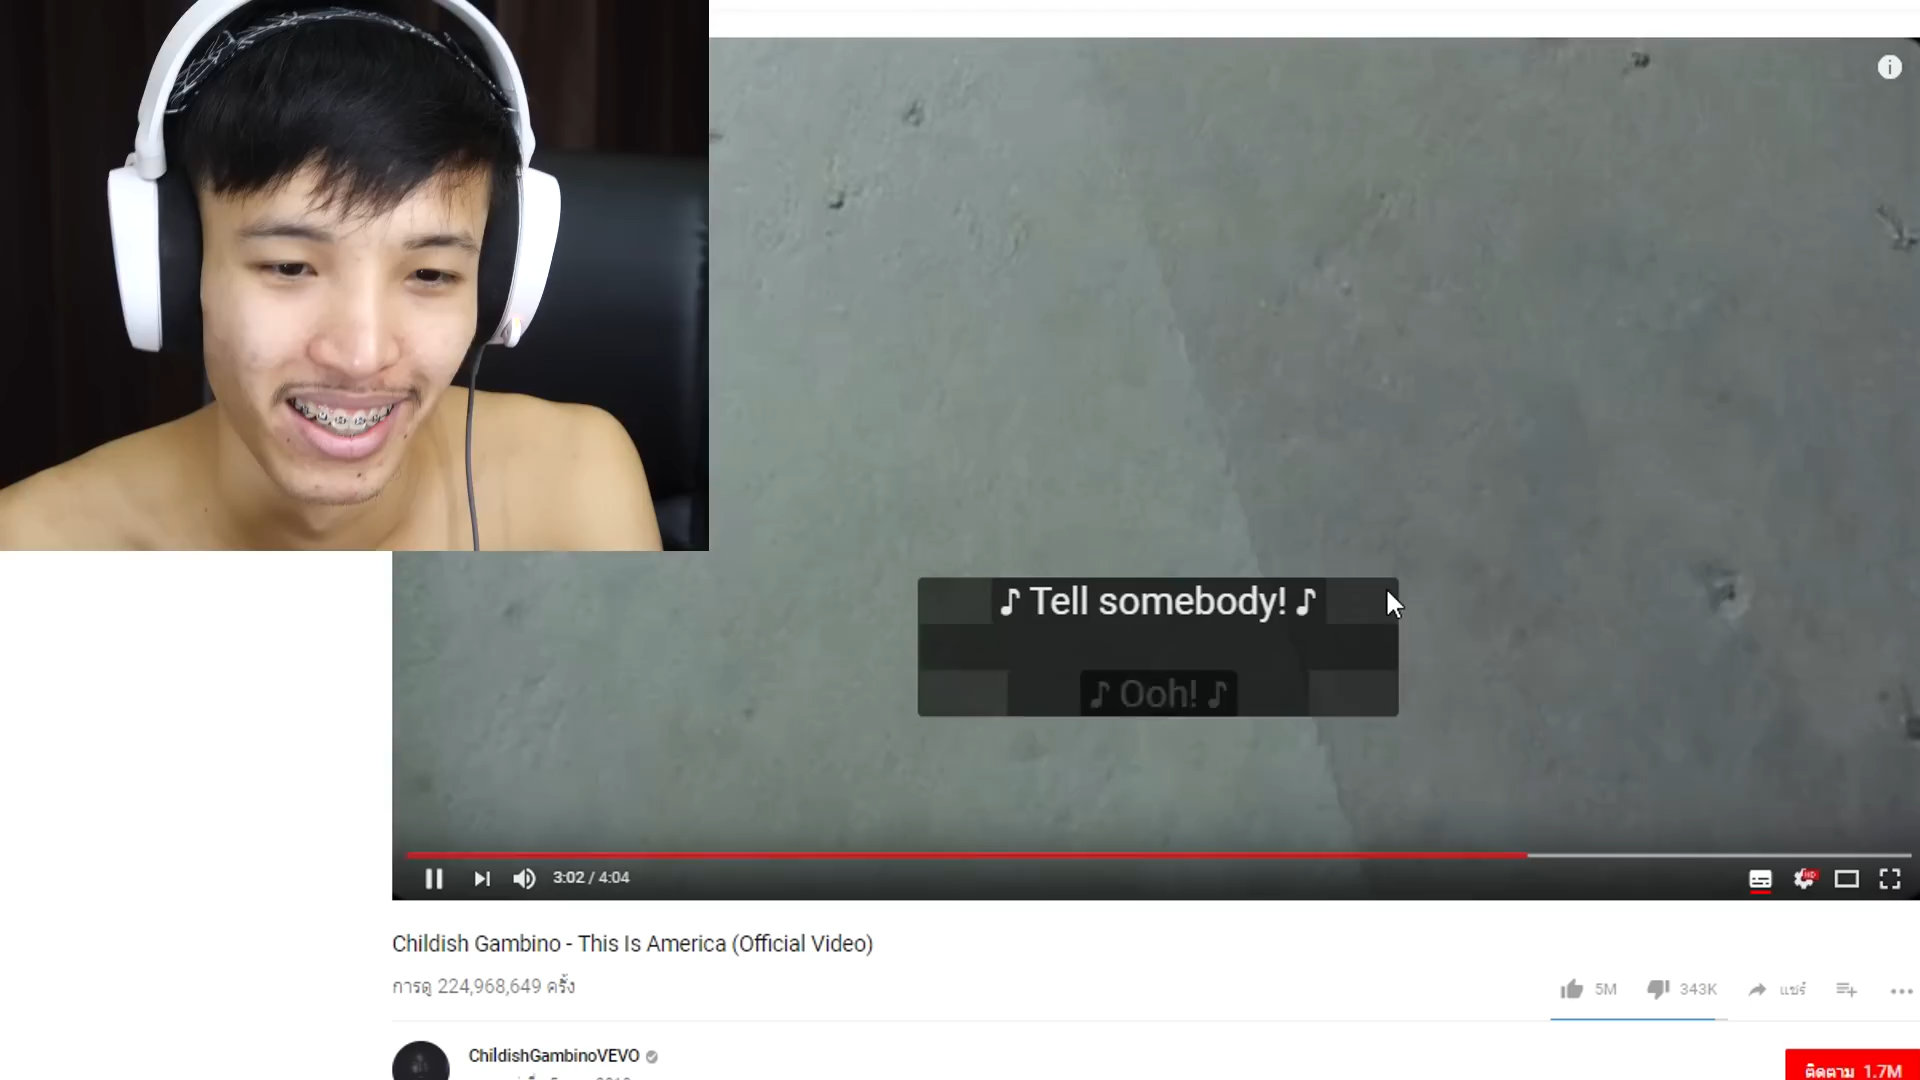 ♪ Tell somebody! ♪
♪ Ooh! ♪
3:02 / 4:04
HD
Childish Gambino - This Is America (Official Video)
การดู 224,968,649 ครั้ง
5M
343K
แชร์
ChildishGambinoVEVO
ติดตาม 1.7M